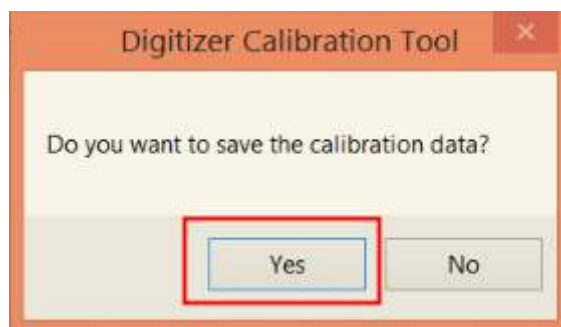 Digitizer Calibration Tool
Do you want to save the calibration data?
Yes No